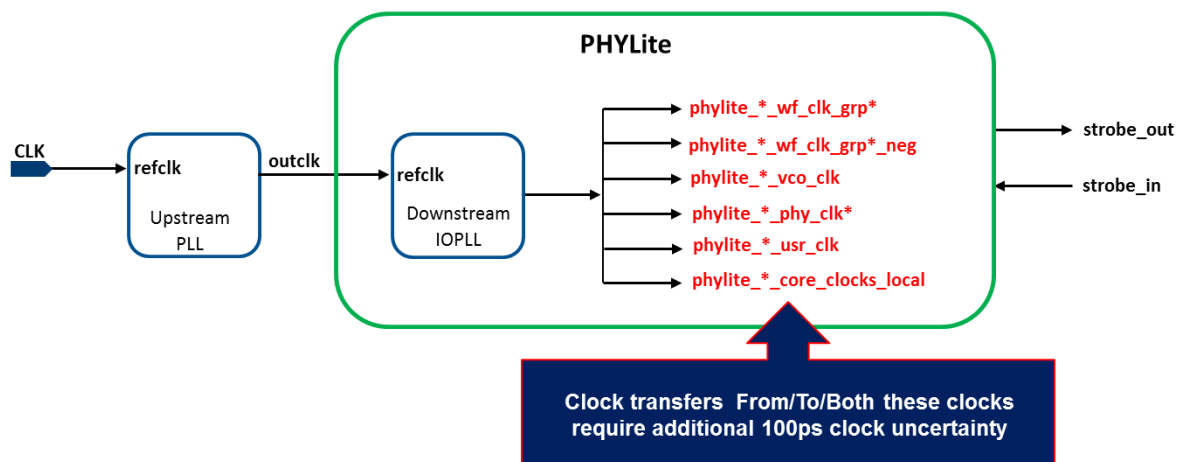 PHYLite
CLK
refclk
Upstream
PLL
outclk
refclk
Downstream
IOPLL
phylite_*_wf_clk_grp*
phylite_*_wf_clk_grp*_neg
phylite_*_vco_clk
phylite_*_phy_clk*
phylite_*_usr_clk
phylite_*_core_clocks_local
strobe_out
strobe_in
Clock transfers From/To/Both these clocks
require additional 100ps clock uncertainty